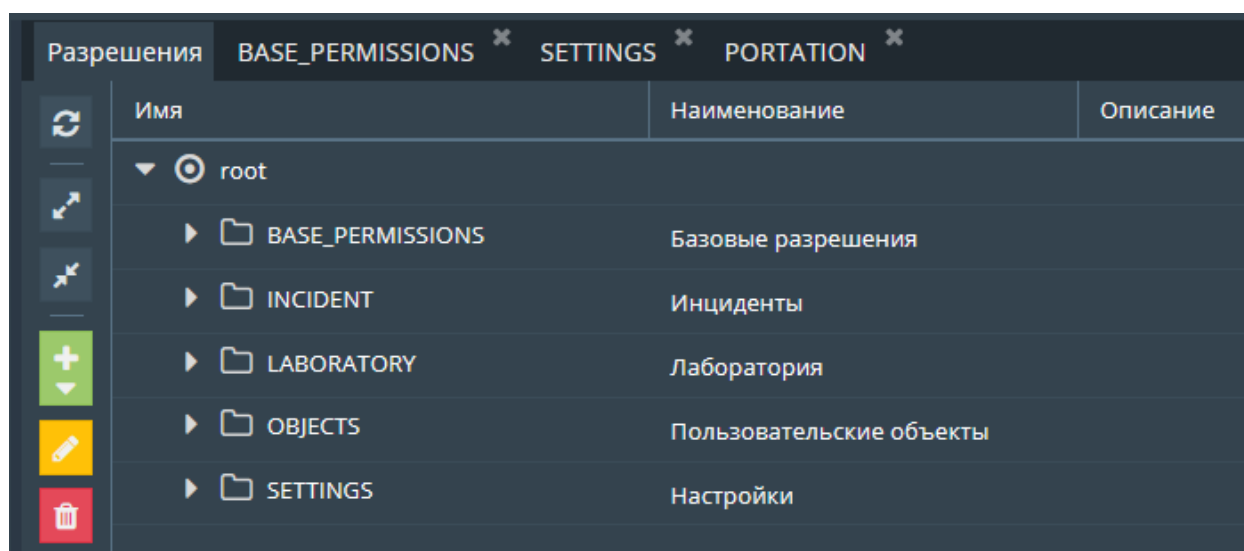 Разрешения BASE_PERMISSIONS SETTINGS PORTATION
Имя Наименование Описание
root
BASE_PERMISSIONS Базовые разрешения
INCIDENT Инциденты
LABORATORY Лаборатория
OBJECTS Пользовательские объекты
SETTINGS Настройки